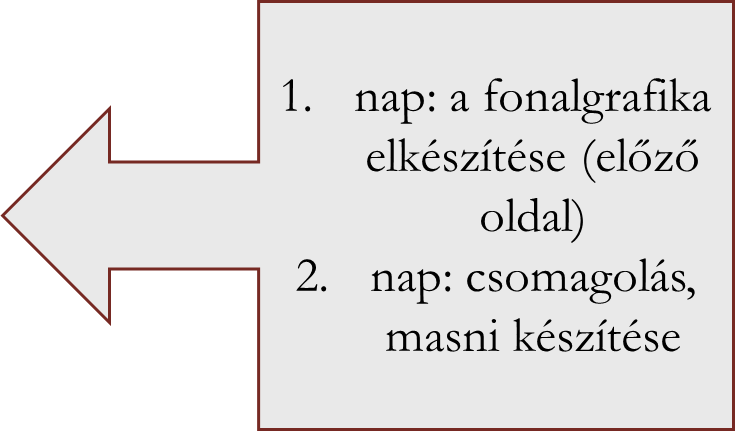 1. nap: a fonalgrafika
elkészítése (előző
oldal)
2. nap: csomagolás,
masni készítése